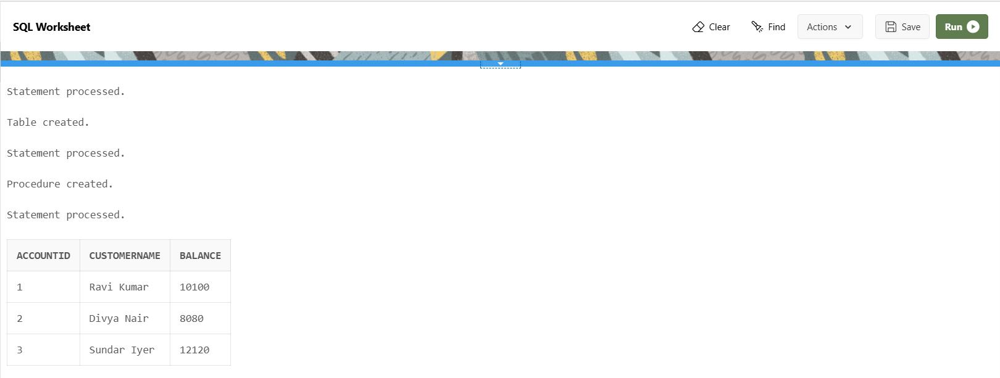 SQL Worksheet Clear Find Actions Save Run
Statement processed.
Table created.
Statement processed.
Procedure created.
Statement processed.
ACCOUNTID CUSTOMERNAME BALANCE
1 Ravi Kumar 10100
2 Divya Nair 8080
3 Sundar Iyer 12120